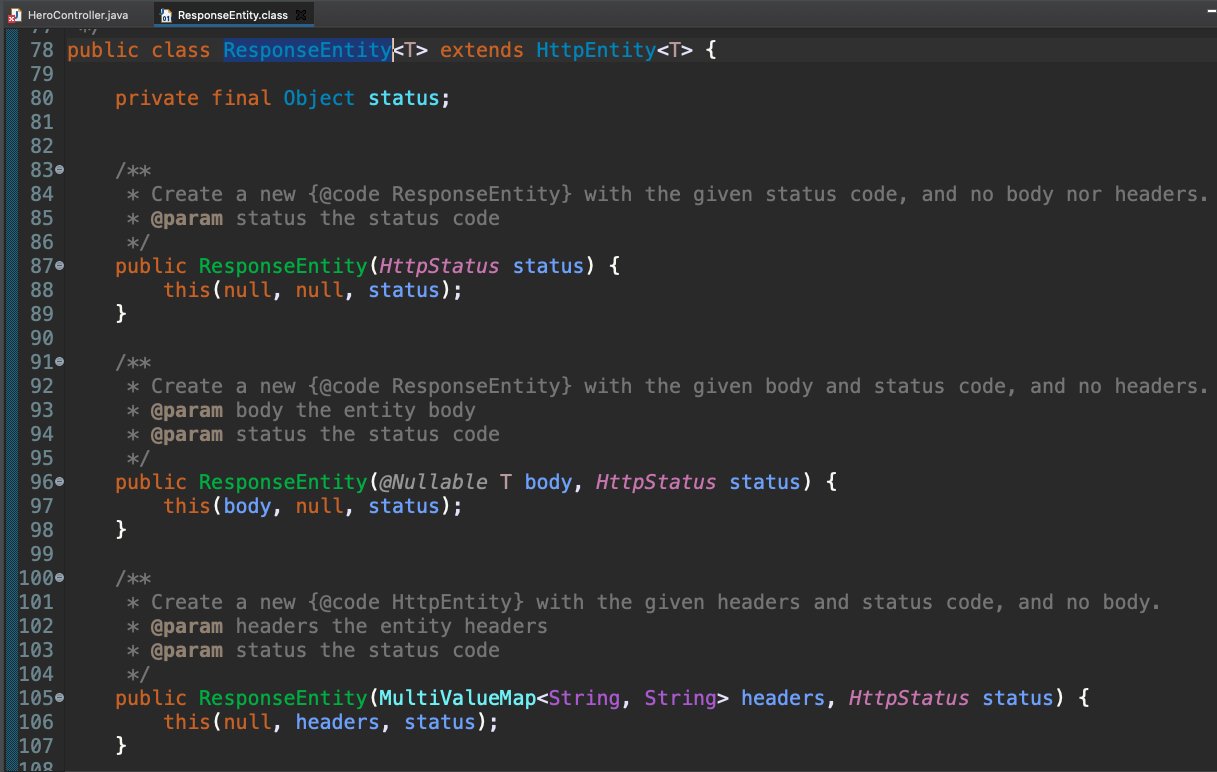 HeroController.java ResponseEntity.class
77 */
78 public class ResponseEntity<T> extends HttpEntity<T> {
79
80 private final Object status;
81
82
83 /**
84 * Create a new {@code ResponseEntity} with the given status code, and no body nor headers.
85 * @param status the status code
86 */
87 public ResponseEntity(HttpStatus status) {
88 this(null, null, status);
89 }
90
91 /**
92 * Create a new {@code ResponseEntity} with the given body and status code, and no headers.
93 * @param body the entity body
94 * @param status the status code
95 */
96 public ResponseEntity(@Nullable T body, HttpStatus status) {
97 this(body, null, status);
98 }
99
100 /**
101 * Create a new {@code HttpEntity} with the given headers and status code, and no body.
102 * @param headers the entity headers
103 * @param status the status code
104 */
105 public ResponseEntity(MultiValueMap<String, String> headers, HttpStatus status) {
106 this(null, headers, status);
107 }
108